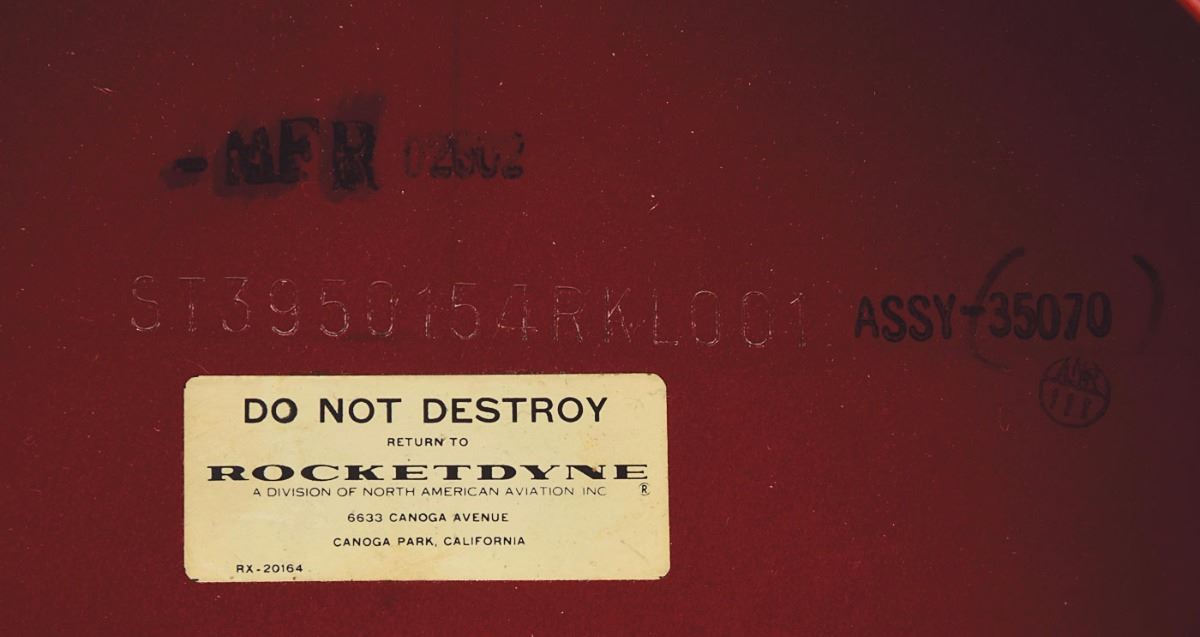 -MFR 02602
ST3950154RKL001 ASSY-(35070)
DO NOT DESTROY
RETURN TO
ROCKETDYNE
A DIVISION OF NORTH AMERICAN AVIATION INC ®
6633 CANOGA AVENUE
CANOGA PARK, CALIFORNIA
RX-20164